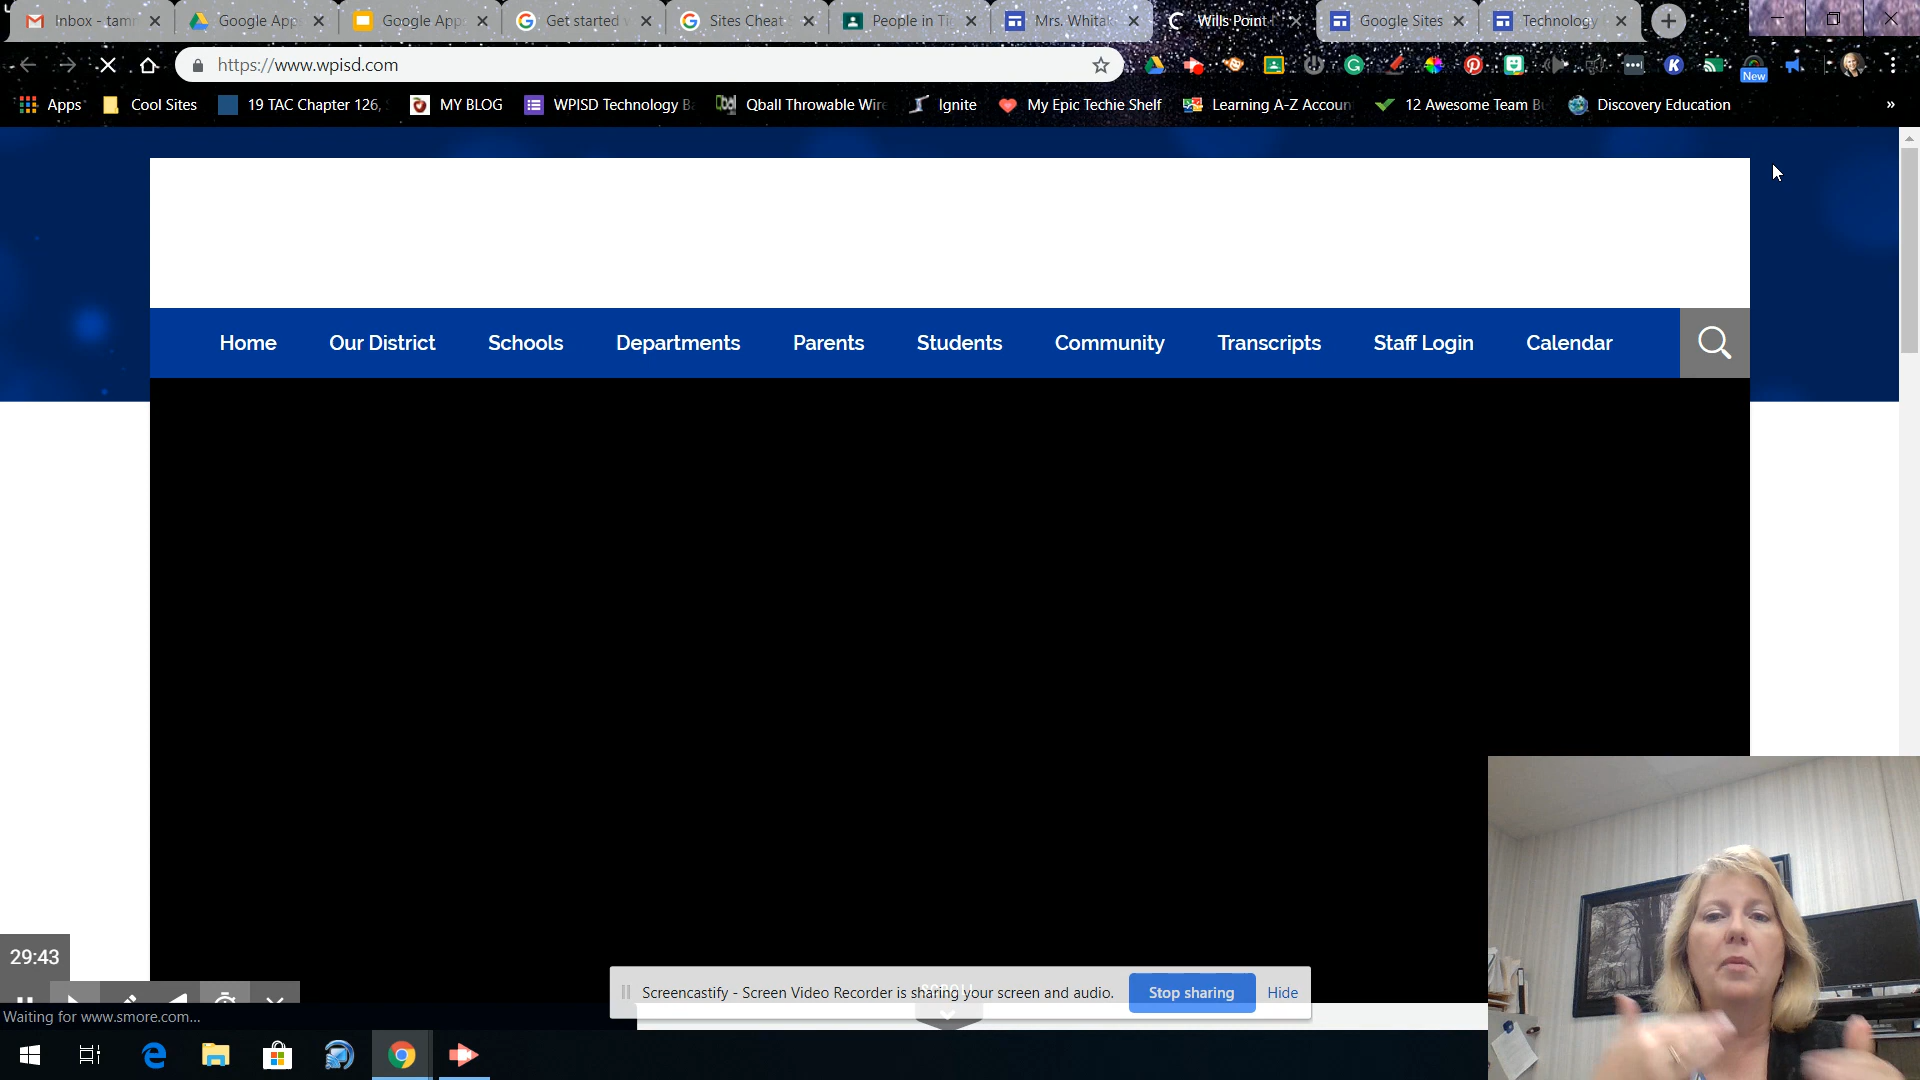 Inbox - tam
Google App
Google App
Get started
Sites Cheat
People in Ti
Mrs. Whita
Wills Point
Google Sites
Technology
https://www.wpisd.com
New
Apps
Cool Sites
19 TAC Chapter 126,
MY BLOG
WPISD Technology Ba
Qball Throwable Wire
Ignite
My Epic Techie Shelf
Learning A-Z Accoun
12 Awesome Team B
Discovery Education
»
Home
Our District
Schools
Departments
Parents
Students
Community
Transcripts
Staff Login
Calendar
29:43
Screencastify - Screen Video Recorder is sharing your screen and audio.
Stop sharing
Hide
Waiting for www.smore.com...